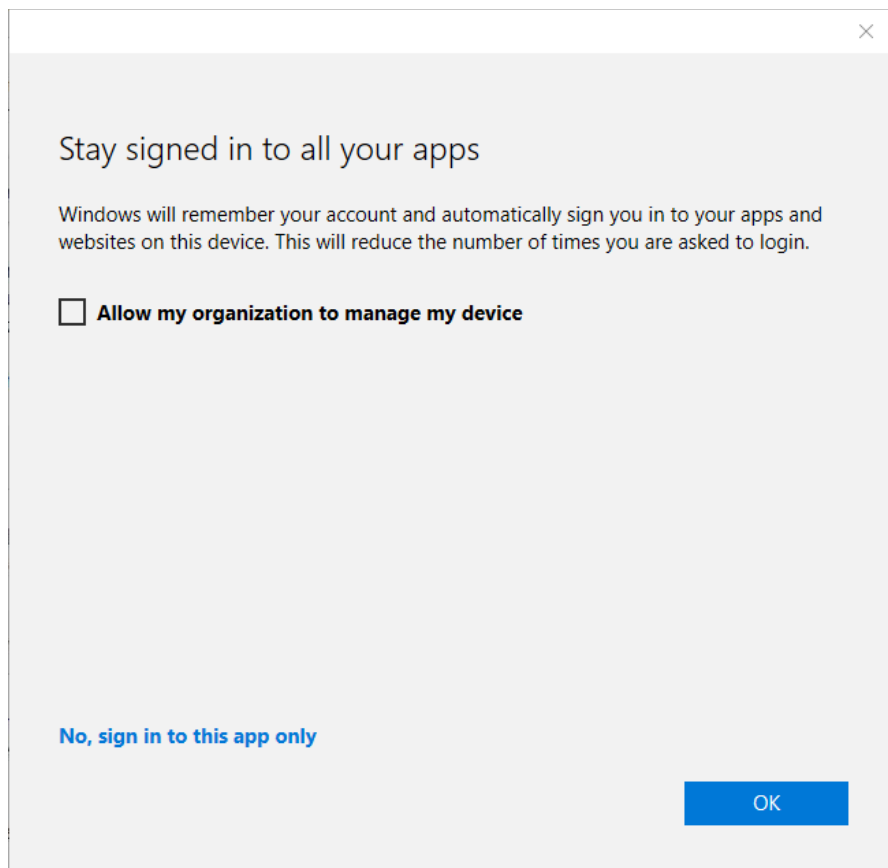 Stay signed in to all your apps
Windows will remember your account and automatically sign you in to your apps and
websites on this device. This will reduce the number of times you are asked to login.
Allow my organization to manage my device
No, sign in to this app only
OK